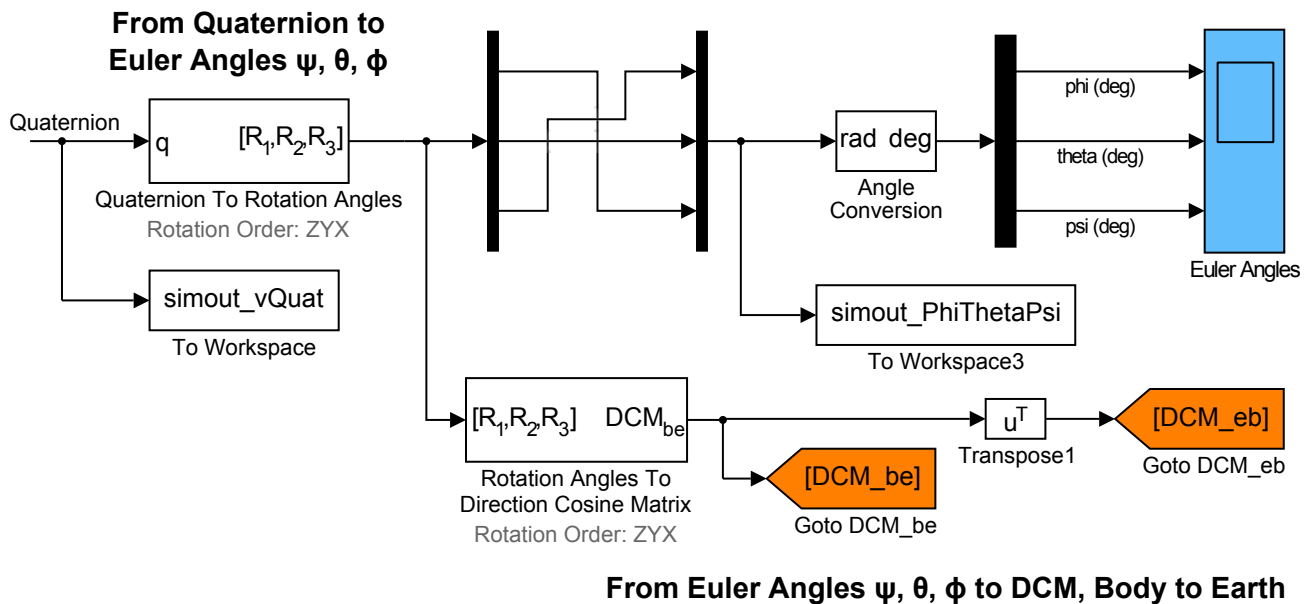 From Quaternion to
Euler Angles ψ, θ, ϕ
Quaternion
q [R1,R2,R3]
Quaternion To Rotation Angles
Rotation Order: ZYX
simout_vQuat
To Workspace
rad deg
Angle
Conversion
phi (deg)
theta (deg)
psi (deg)
Euler Angles
simout_PhiThetaPsi
To Workspace3
[R1,R2,R3] DCMbe
Rotation Angles To
Direction Cosine Matrix
Rotation Order: ZYX
[DCM_be]
Goto DCM_be
uT
Transpose1
[DCM_eb]
Goto DCM_eb
From Euler Angles ψ, θ, ϕ to DCM, Body to Earth